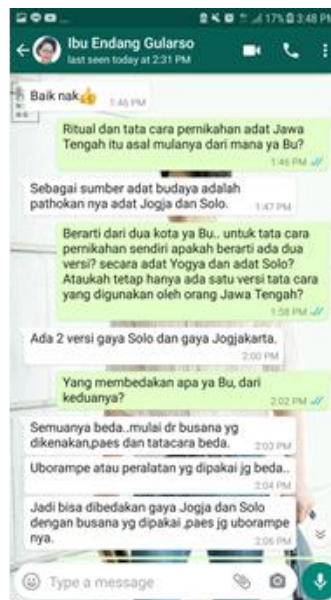 17% 3:48 PM
Ibu Endang Gularso
last seen today at 2:31 PM
Baik nak👍 1:46 PM
Ritual dan tata cara pernikahan adat Jawa
Tengah itu asal mulanya dari mana ya Bu?
1:46 PM
Sebagai sumber adat budaya adalah
pathokan nya adat Jogja dan Solo. 1:47 PM
Berarti dari dua kota ya Bu.. untuk tata cara
pernikahan sendiri apakah berarti ada dua
versi? secara adat Yogya dan adat Solo?
Ataukah tetap hanya ada satu versi tata cara
yang digunakan oleh orang Jawa Tengah?
1:58 PM
Ada 2 versi gaya Solo dan gaya Jogjakarta.
2:00 PM
Yang membedakan apa ya Bu, dari
keduanya? 2:02 PM
Semuanya beda..mulai dr busana yg
dikenakan,paes dan tatacara beda. 2:03 PM
Uborampe atau peralatan yg dipakai jg beda..
2:04 PM
Jadi bisa dibedakan gaya Jogja dan Solo
dengan busana yg dipakai ,paes jg uborampe
nya. 2:06 PM
Type a message